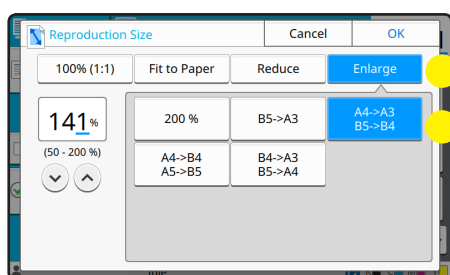 Reproduction Size
Cancel
OK
100% (1:1)
Fit to Paper
Reduce
Enlarge
141%
(50 - 200 %)
200 %
B5->A3
A4->A3
B5->B4
A4->B4
A5->B5
B4->A3
B5->A4